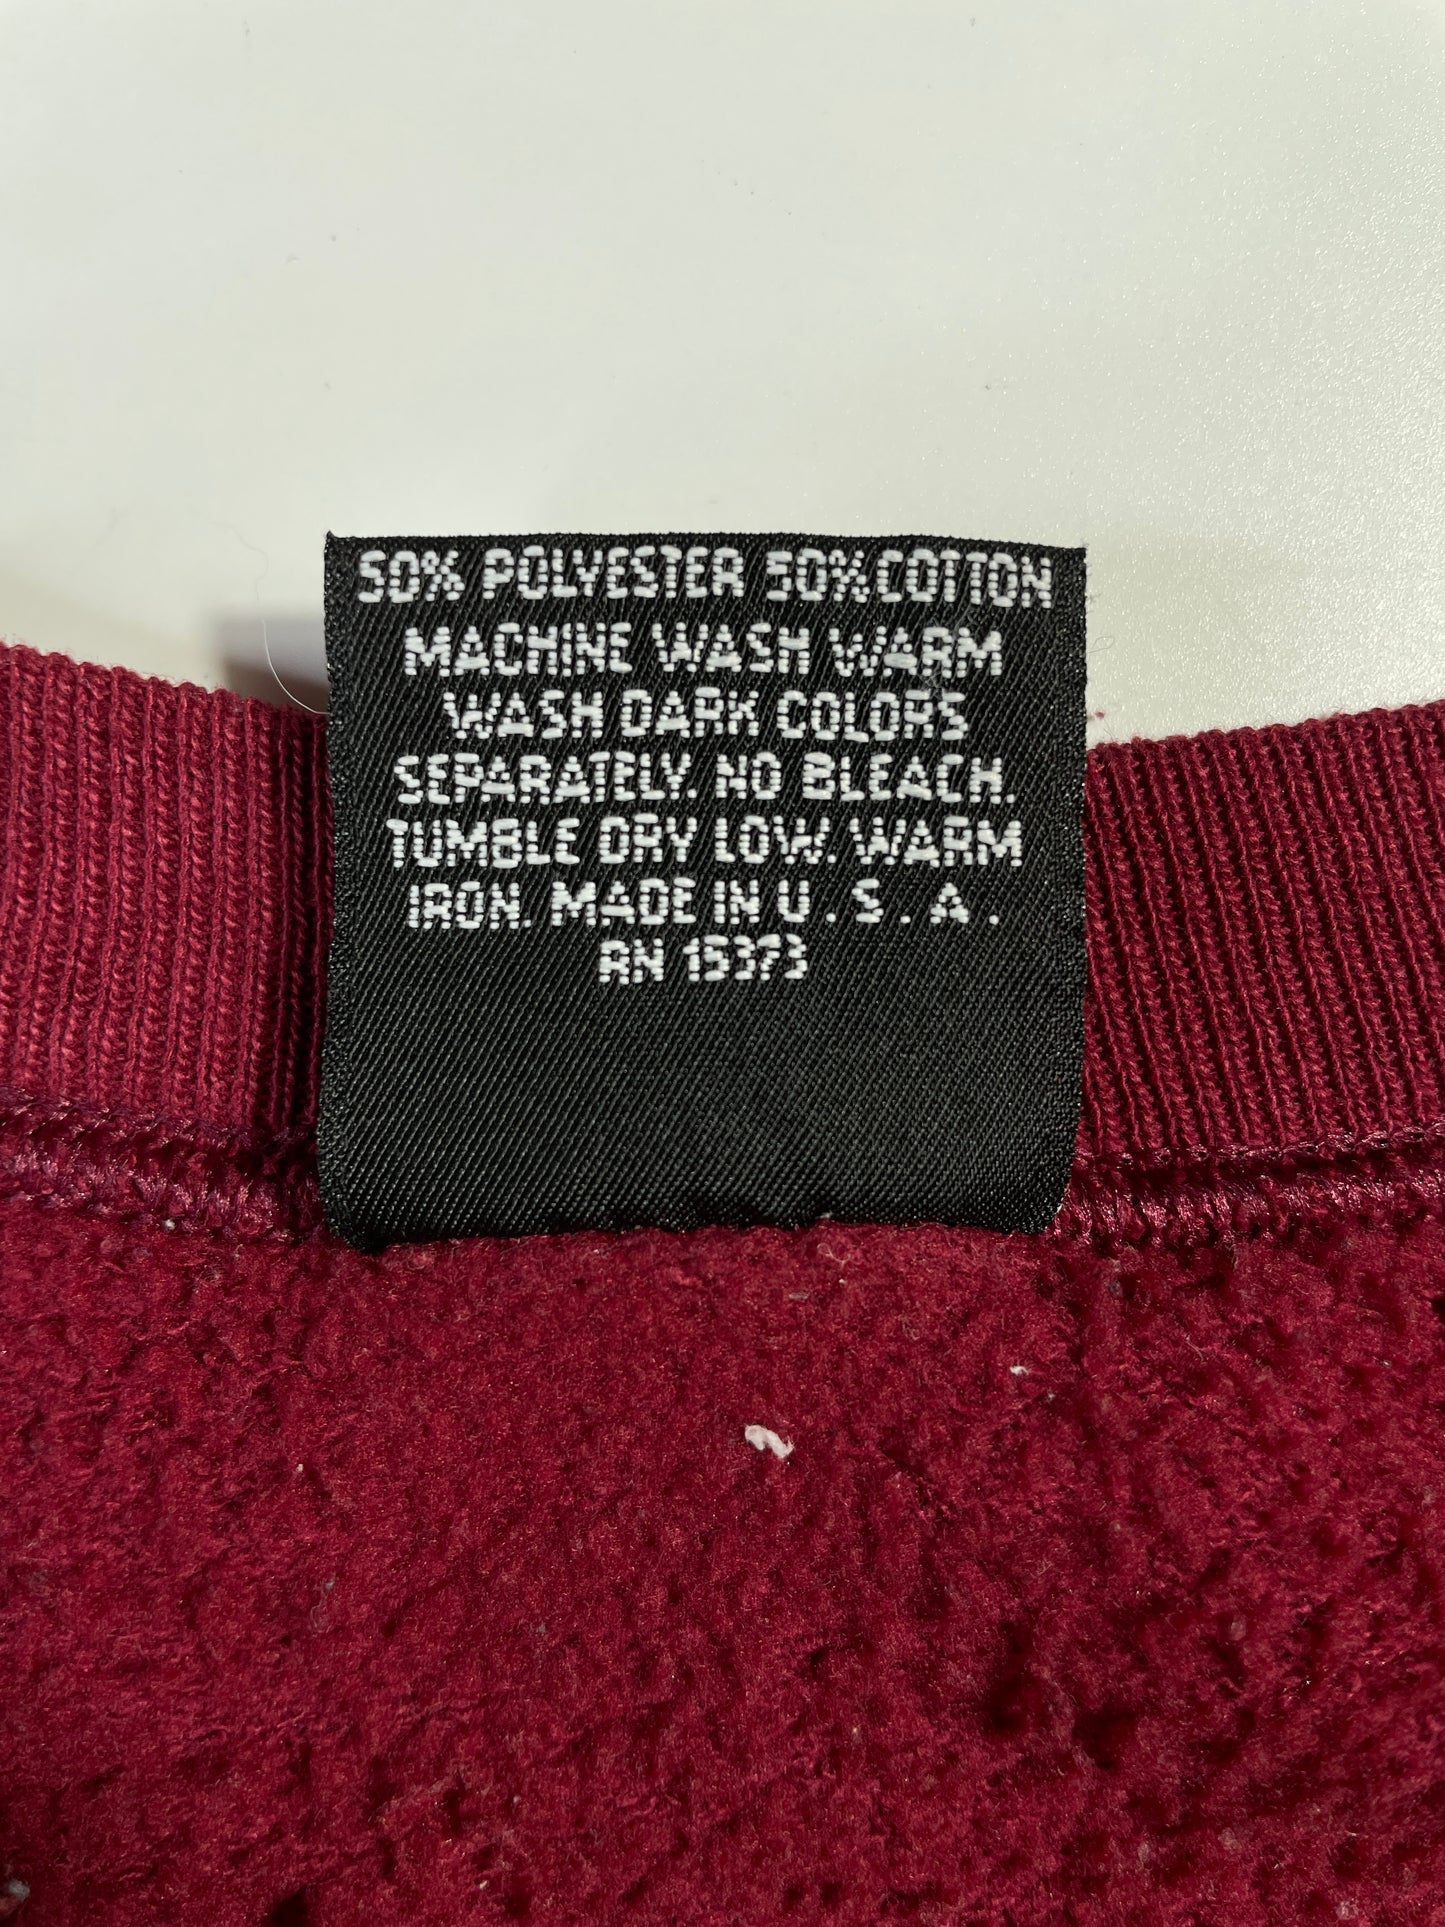 50% POLYESTER 50% COTTON
MACHINE WASH WARM
WASH DARK COLORS
SEPARATELY. NO BLEACH.
TUMBLE DRY LOW. WARM
IRON. MADE IN U.S.A.
RN 15373